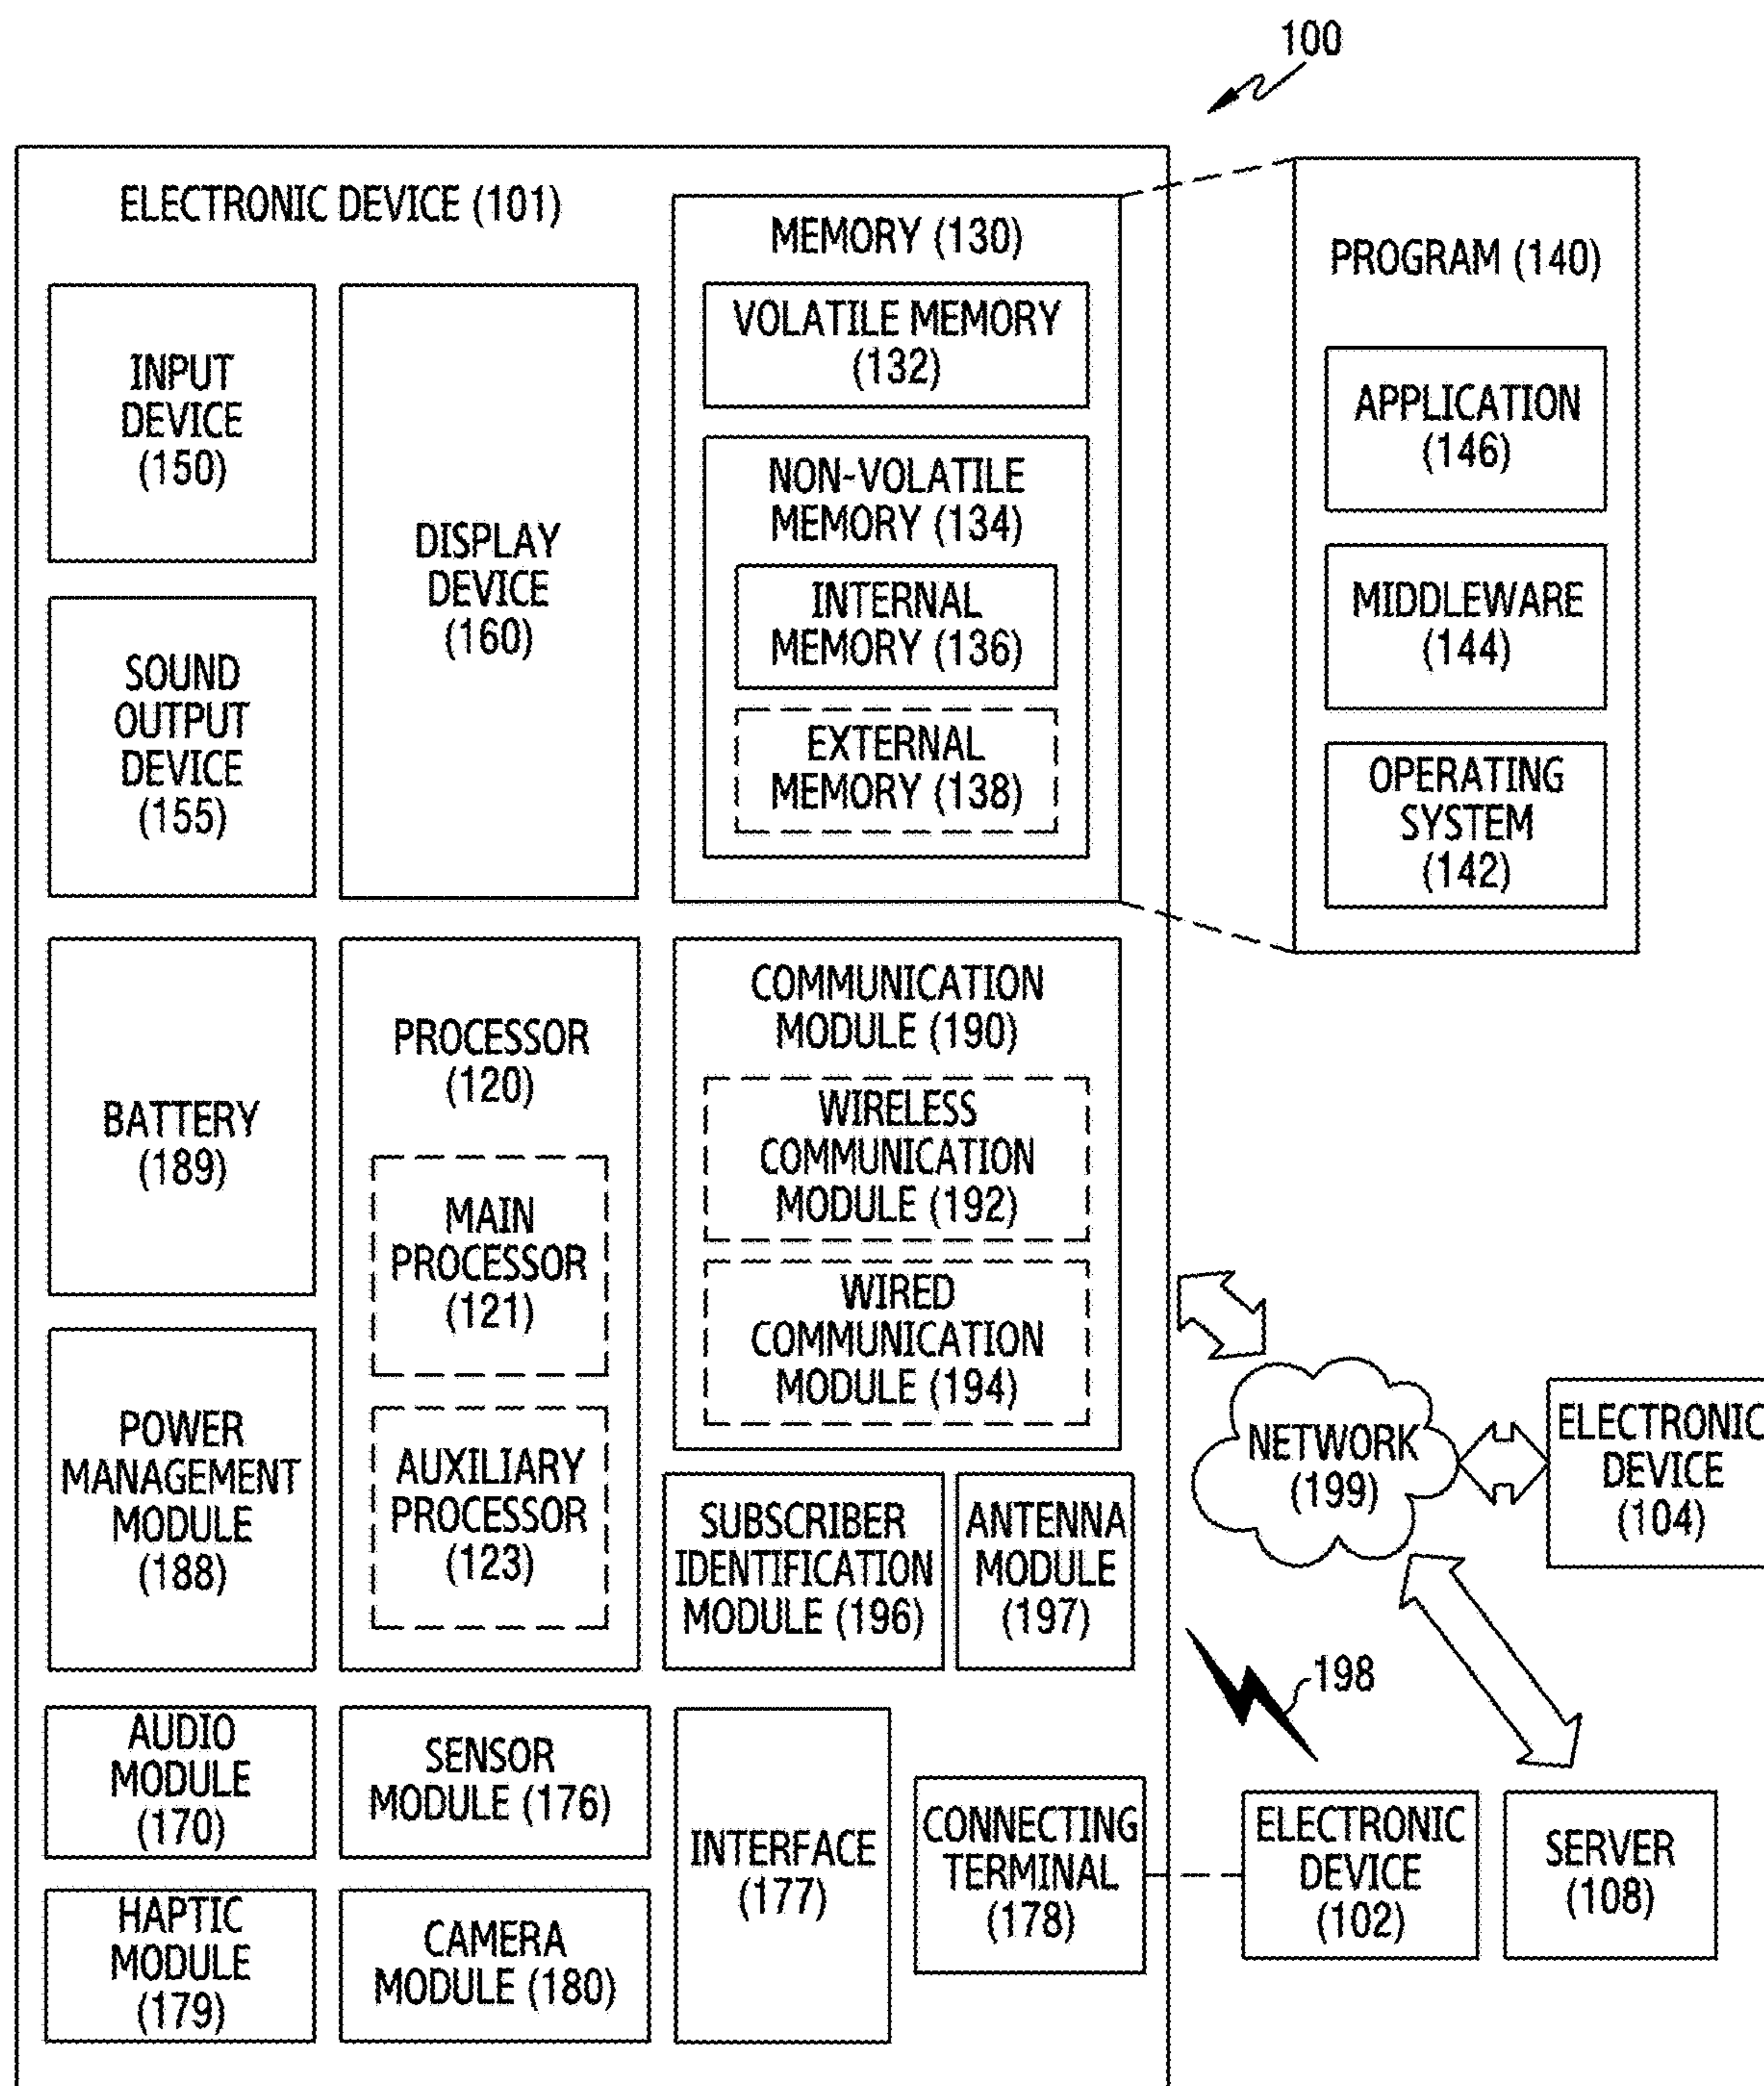 100
ELECTRONIC DEVICE (101)
INPUT
DEVICE
(150)
SOUND
OUTPUT
DEVICE
(155)
DISPLAY
DEVICE
(160)
MEMORY (130)
VOLATILE MEMORY
(132)
NON-VOLATILE
MEMORY (134)
INTERNAL
MEMORY (136)
EXTERNAL
MEMORY (138)
PROGRAM (140)
APPLICATION
(146)
MIDDLEWARE
(144)
OPERATING
SYSTEM
(142)
BATTERY
(189)
POWER
MANAGEMENT
MODULE
(188)
PROCESSOR
(120)
MAIN
PROCESSOR
(121)
AUXILIARY
PROCESSOR
(123)
COMMUNICATION
MODULE (190)
WIRELESS
COMMUNICATION
MODULE (192)
WIRED
COMMUNICATION
MODULE (194)
SUBSCRIBER
IDENTIFICATION
MODULE (196)
ANTENNA
MODULE
(197)
NETWORK
(199)
ELECTRONIC
DEVICE
(104)
198
AUDIO
MODULE
(170)
SENSOR
MODULE (176)
HAPTIC
MODULE
(179)
CAMERA
MODULE (180)
INTERFACE
(177)
CONNECTING
TERMINAL
(178)
ELECTRONIC
DEVICE
(102)
SERVER
(108)